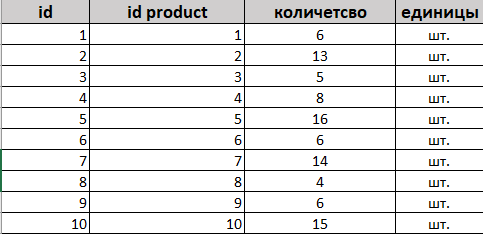 id id product количетсво единицы
1 1 6 шт.
2 2 13 шт.
3 3 5 шт.
4 4 8 шт.
5 5 16 шт.
6 6 6 шт.
7 7 14 шт.
8 8 4 шт.
9 9 6 шт.
10 10 15 шт.